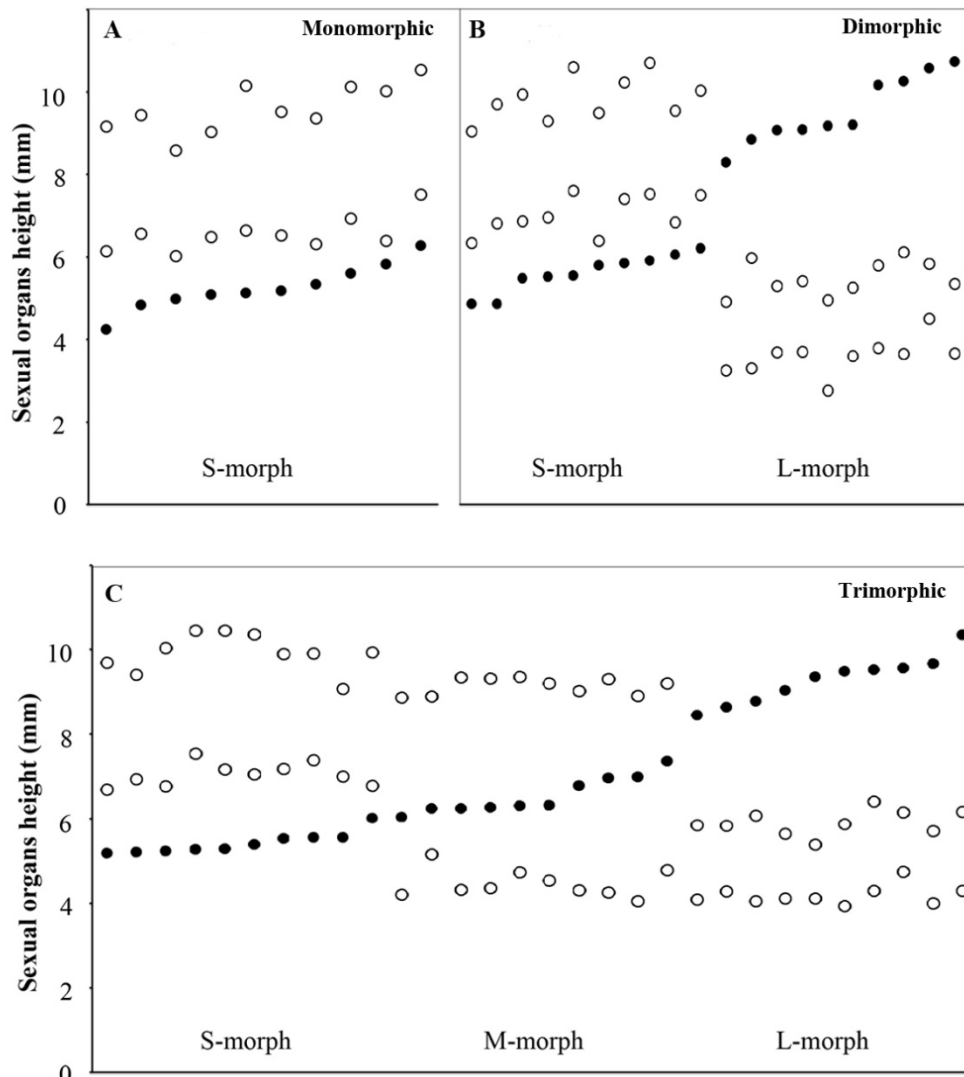 A Monomorphic
B Dimorphic
Sexual organs height (mm)
10
8
6
4
2
0
S-morph
S-morph L-morph
C Trimorphic
Sexual organs height (mm)
10
8
6
4
2
0
S-morph M-morph L-morph